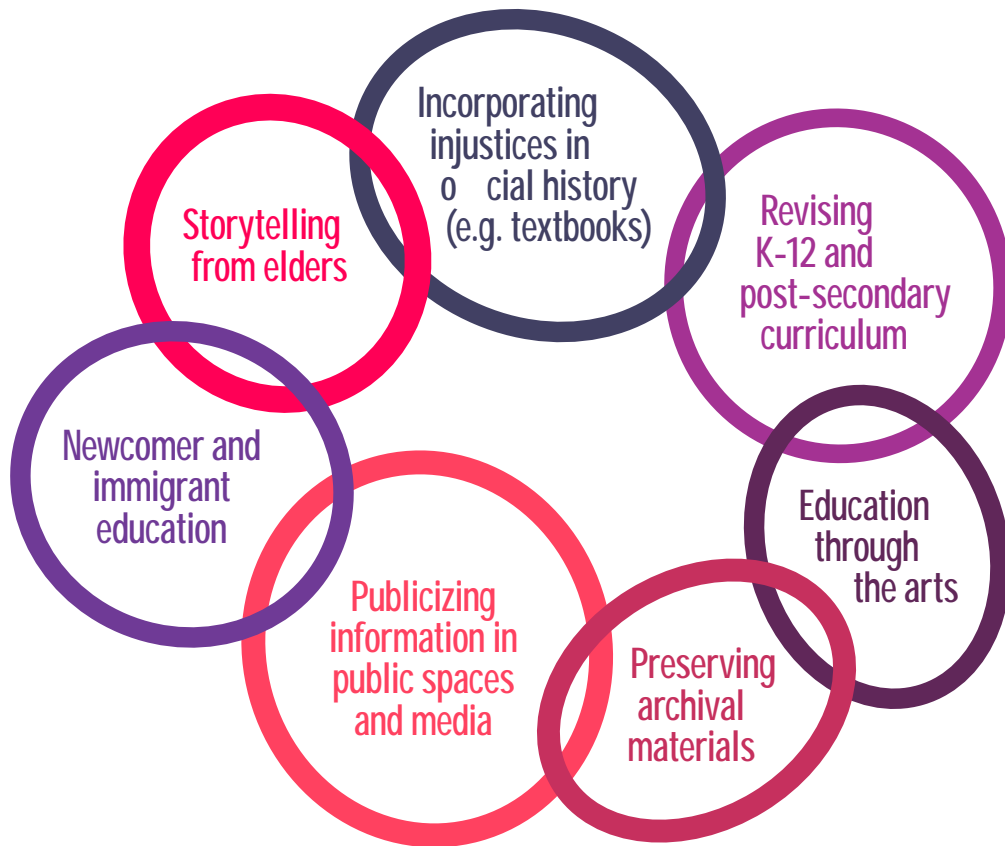 Incorporating
injustices in
o cial history
(e.g. textbooks)
Storytelling
from elders
Revising
K-12 and
post-secondary
curriculum
Newcomer and
immigrant
education
Education
through
the arts
Publicizing
information in
public spaces
and media
Preserving
archival
materials